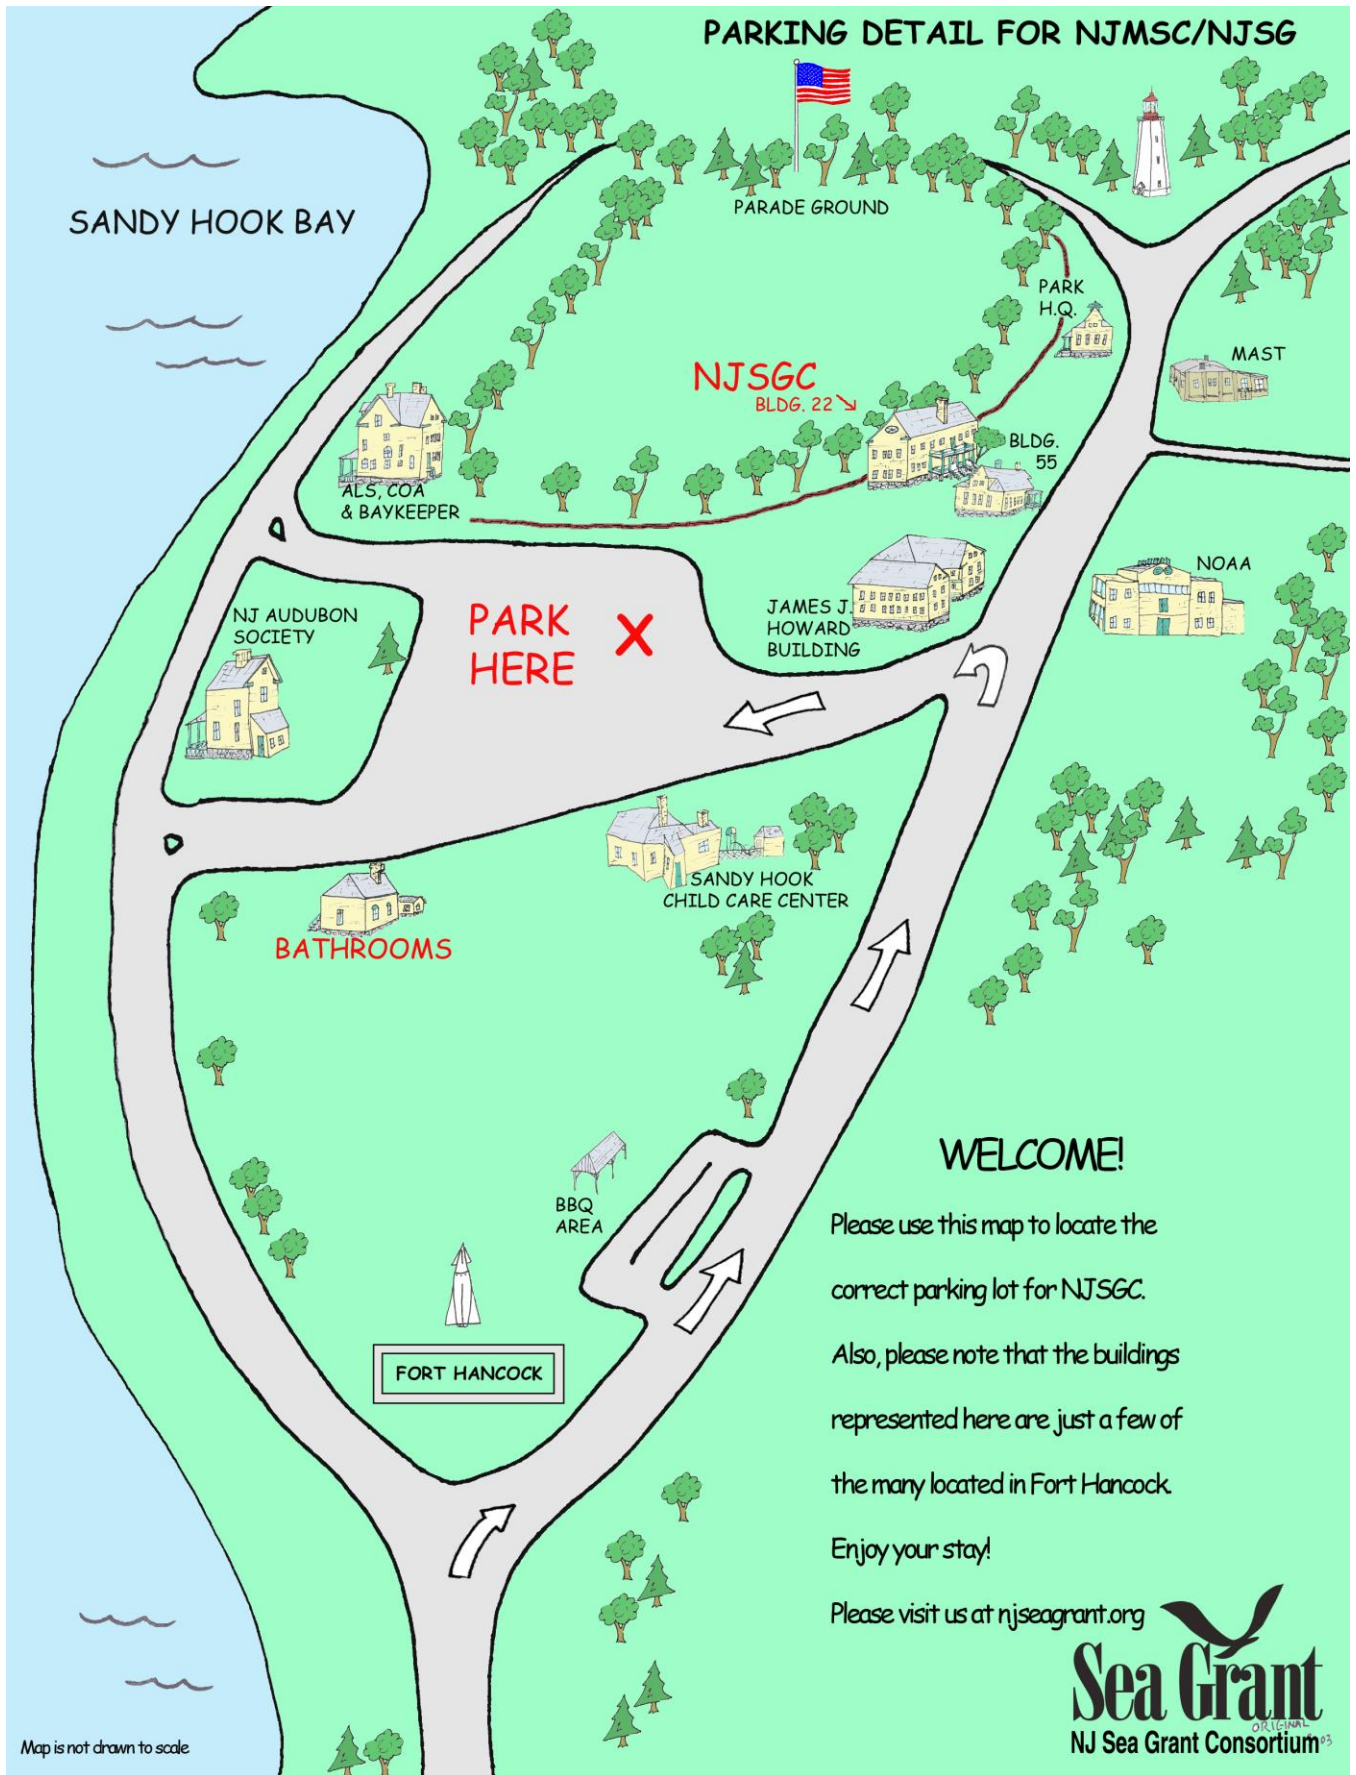 PARKING DETAIL FOR NJMSC/NJSG
SANDY HOOK BAY
PARADE GROUND
PARK
H.Q.
MAST
NJSGC
BLDG. 22
BLDG.
55
ALS, COA
& BAYKEEPER
NOAA
NJ AUDUBON
SOCIETY
PARK
HERE
X
JAMES J.
HOWARD
BUILDING
SANDY HOOK
CHILD CARE CENTER
BATHROOMS
BBQ
AREA
FORT HANCOCK
WELCOME!
Please use this map to locate the
correct parking lot for NJSGC.
Also, please note that the buildings
represented here are just a few of
the many located in Fort Hancock.
Enjoy your stay!
Please visit us at njseagrant.org
Sea Grant
ORIGINAL
NJ Sea Grant Consortium
Map is not drawn to scale